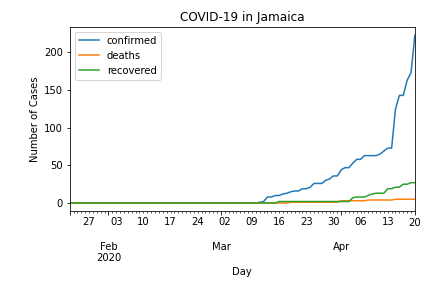 COVID-19 in Jamaica
confirmed
deaths
recovered
Number of Cases
200
150
100
50
0
27 03 10 17 24 02 09 16 23 30 06 13 20
Feb Mar Apr
2020
Day